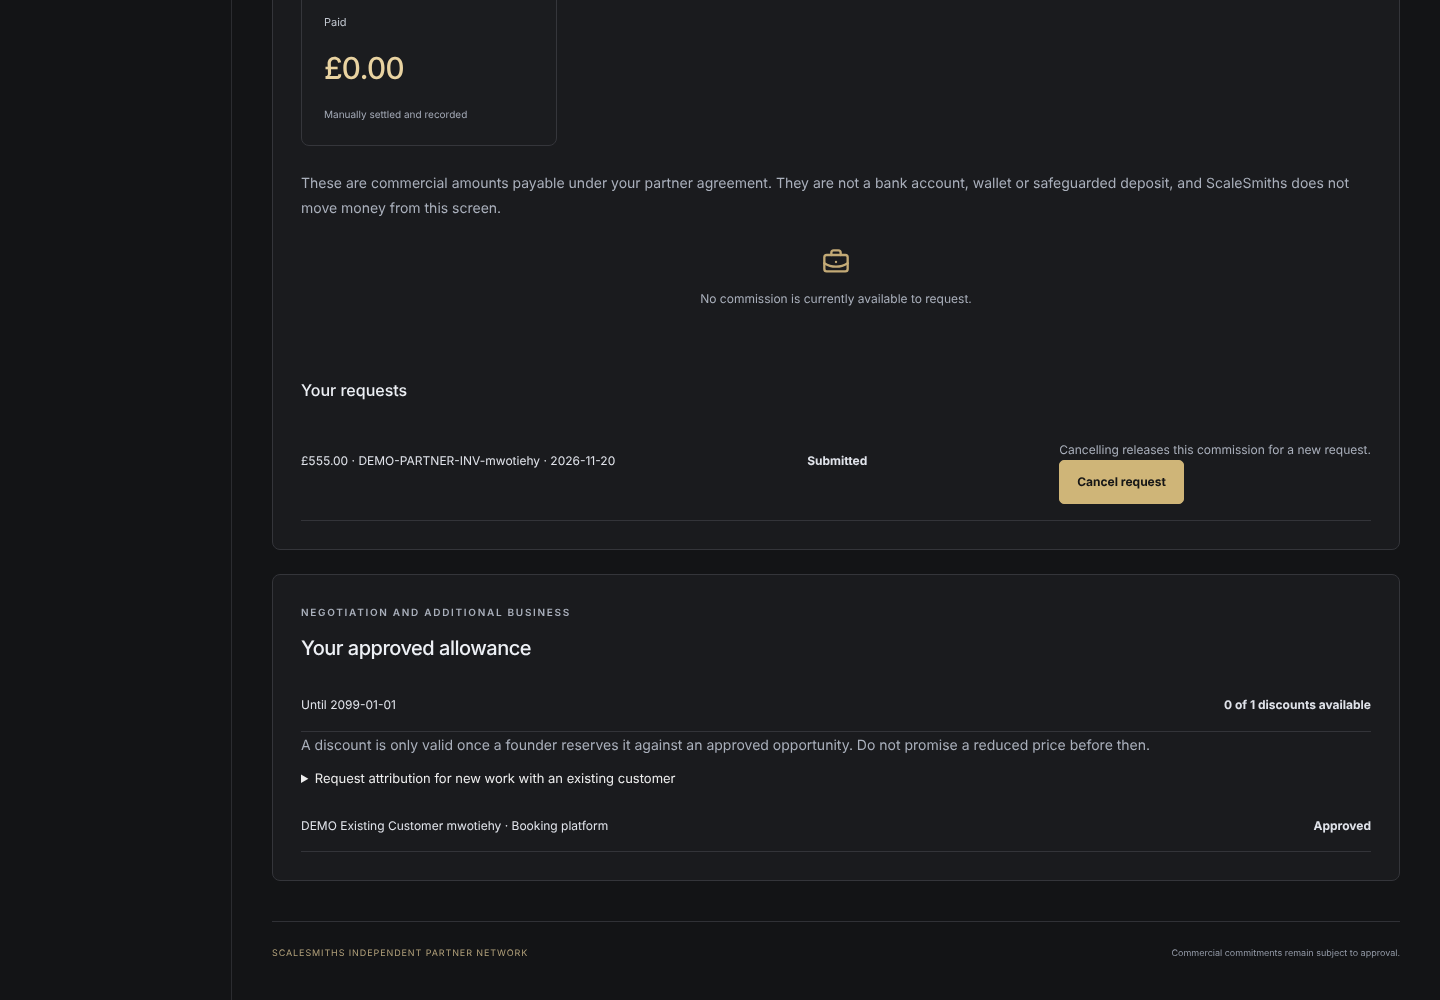 Paid
£0.00
Manually settled and recorded
These are commercial amounts payable under your partner agreement. They are not a bank account, wallet or safeguarded deposit, and ScaleSmiths does not
move money from this screen.
No commission is currently available to request.
Your requests
£555.00 · DEMO-PARTNER-INV-mwotiehy · 2026-11-20
Submitted
Cancelling releases this commission for a new request.
Cancel request
NEGOTIATION AND ADDITIONAL BUSINESS
Your approved allowance
Until 2099-01-01
0 of 1 discounts available
A discount is only valid once a founder reserves it against an approved opportunity. Do not promise a reduced price before then.
Request attribution for new work with an existing customer
DEMO Existing Customer mwotiehy · Booking platform
Approved
SCALESMITHS INDEPENDENT PARTNER NETWORK
Commercial commitments remain subject to approval.